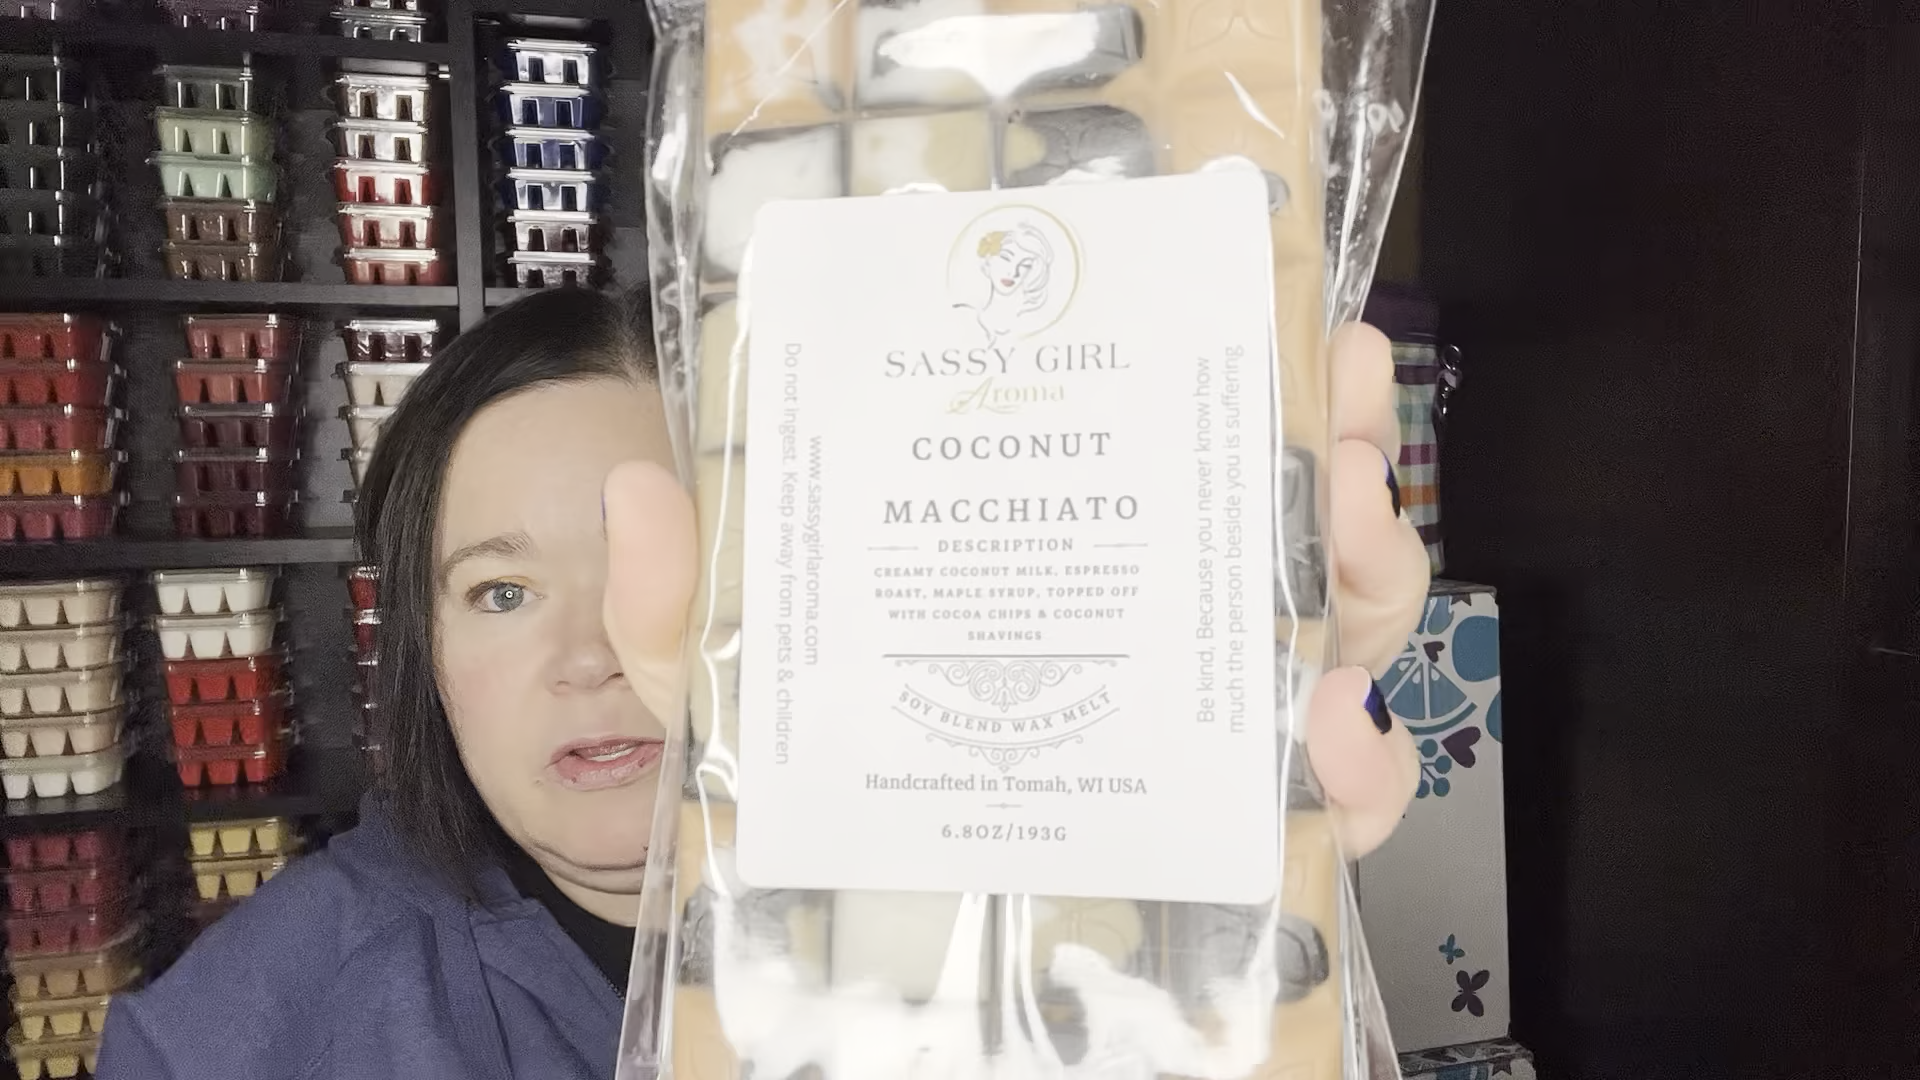 SASSY GIRL
Aroma
COCONUT
MACCHIATO
DESCRIPTION
CREAMY COCONUT MILK, ESPRESSO
ROAST, MAPLE SYRUP, TOPPED OFF
WITH COCOA CHIPS & COCONUT
SHAVINGS
SOY BLEND WAX MELT
Handcrafted in Tomah, WI USA
6.8OZ/193G
www.sassygirlaroma.com
Do not ingest. Keep away from pets & children
Be kind, Because you never know how
much the person beside you is suffering